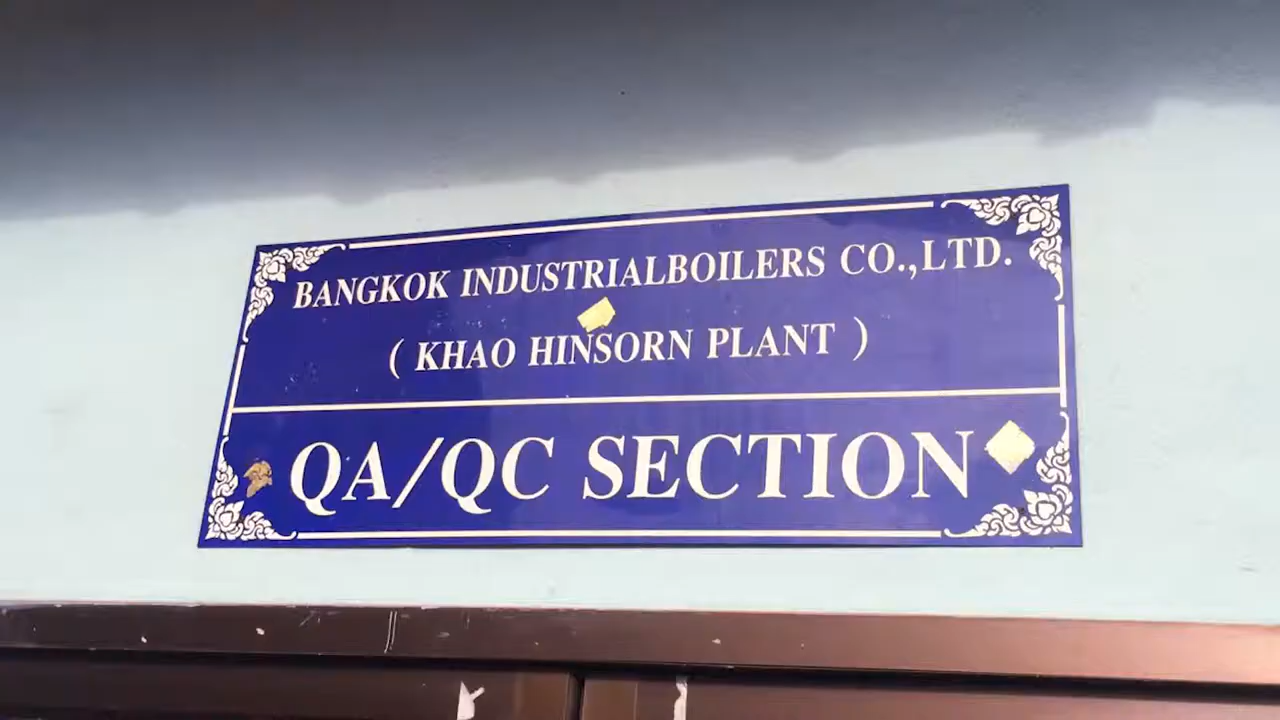 BANGKOK INDUSTRIALBOILERS CO.,LTD.
( KHAO HINSORN PLANT )
QA/QC SECTION